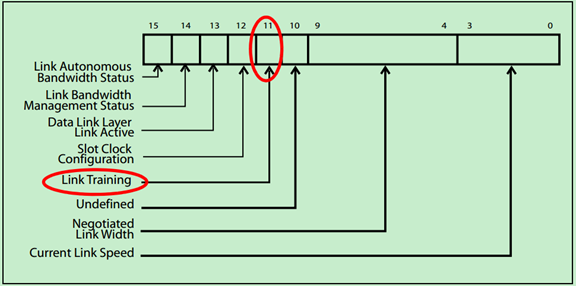 15 14 13 12 11 10 9 4 3 0
Link Autonomous
Bandwidth Status
Link Bandwidth
Management Status
Data Link Layer
Link Active
Slot Clock
Configuration
Link Training
Undefined
Negotiated
Link Width
Current Link Speed